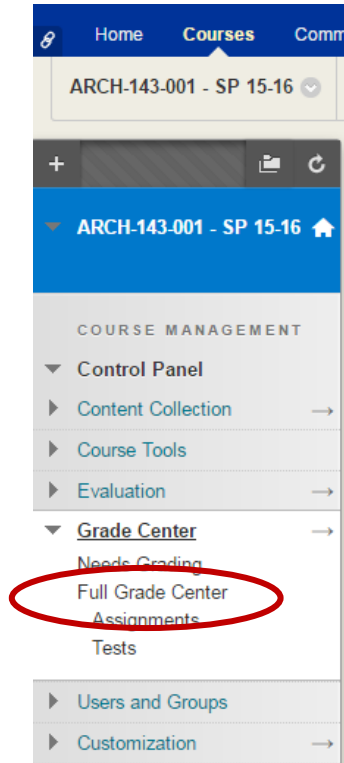 Home Courses Comm
ARCH-143-001 - SP 15-16
ARCH-143-001 - SP 15-16
COURSE MANAGEMENT
Control Panel
Content Collection
Course Tools
Evaluation
Grade Center
Needs Grading
Full Grade Center
Assignments
Tests
Users and Groups
Customization